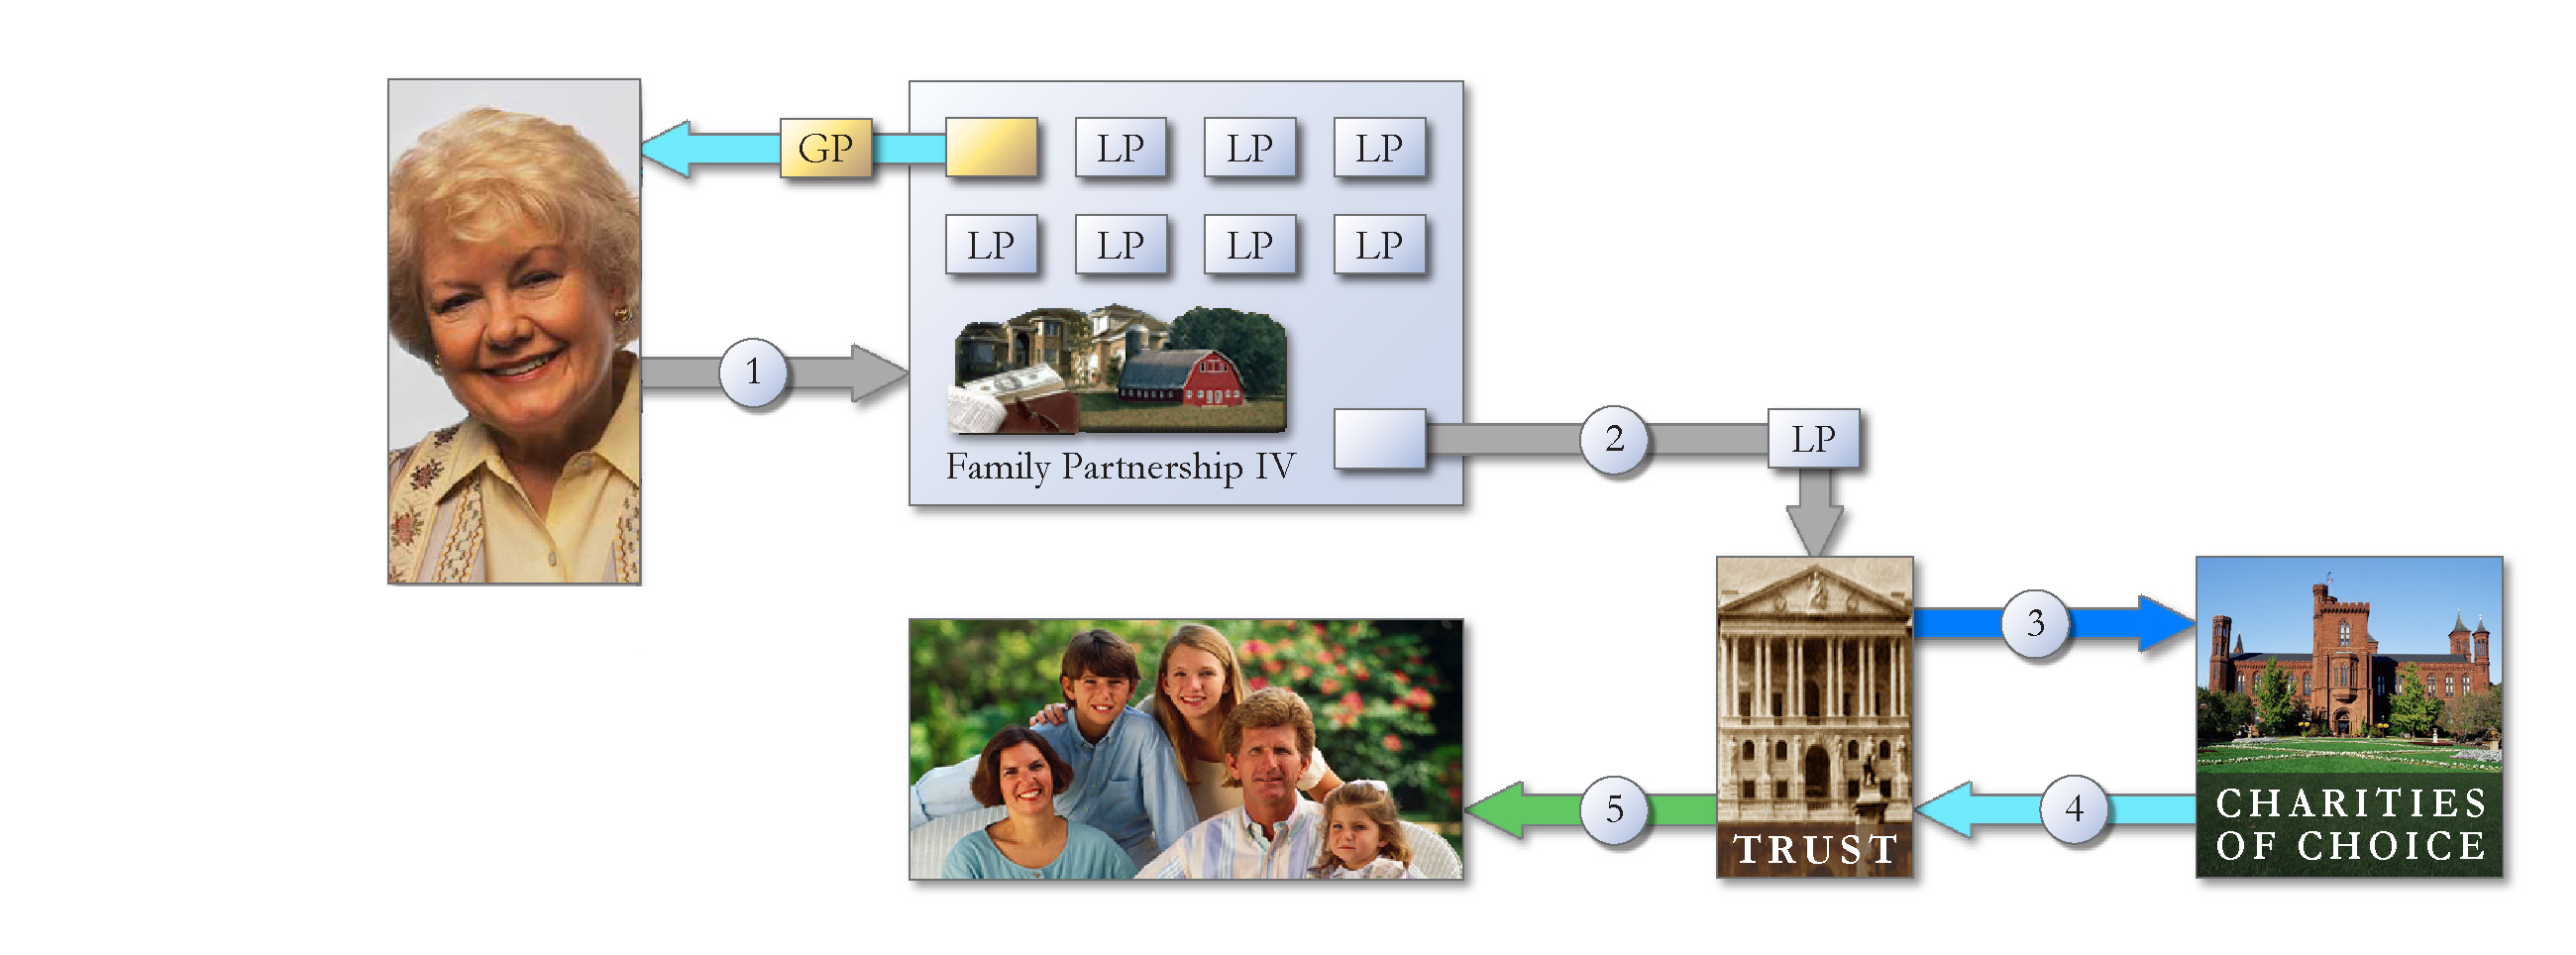 GP
LP LP LP
LP LP LP LP
1
Family Partnership IV
2
LP
3
TRUST
4
CHARITIES
OF CHOICE
5